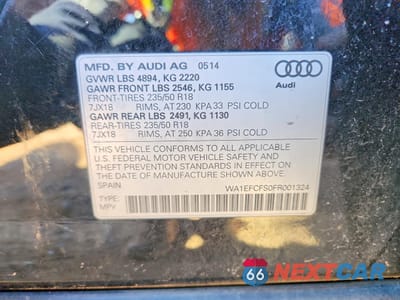 MFD. BY AUDI AG 0514
GVWR LBS 4894, KG 2220
GAWR FRONT LBS 2546, KG 1155
FRONT-TIRES 235/50 R18
7JX18 RIMS, AT 230 KPA 33 PSI COLD
GAWR REAR LBS 2491, KG 1130
REAR-TIRES 235/50 R18
7JX18 RIMS, AT 250 KPA 36 PSI COLD
THIS VEHICLE CONFORMS TO ALL APPLICABLE
U.S. FEDERAL MOTOR VEHICLE SAFETY AND
THEFT PREVENTION STANDARDS IN EFFECT ON
THE DATE OF MANUFACTURE SHOWN ABOVE.
SPAIN WA1EFCFS0FR001324
TYPE:
MPV
Audi
66 NEXTCAR